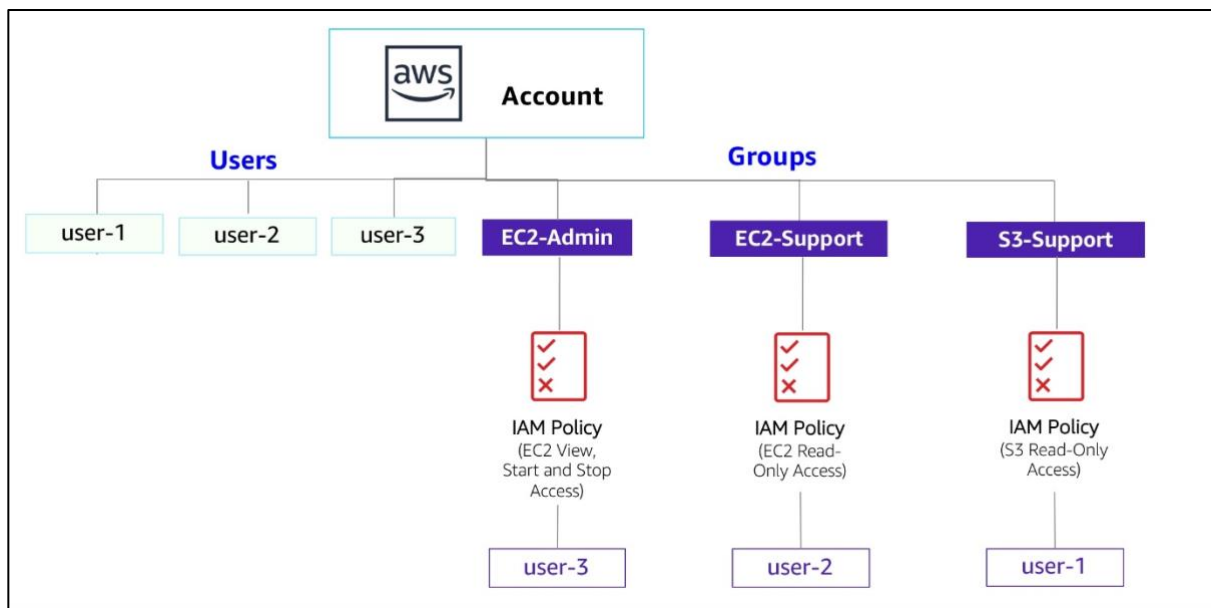 aws
Account
Users
Groups
user-1
user-2
user-3
EC2-Admin
EC2-Support
S3-Support
IAM Policy
(EC2 View,
Start and Stop
Access)
IAM Policy
(EC2 Read-
Only Access)
IAM Policy
(S3 Read-Only
Access)
user-3
user-2
user-1